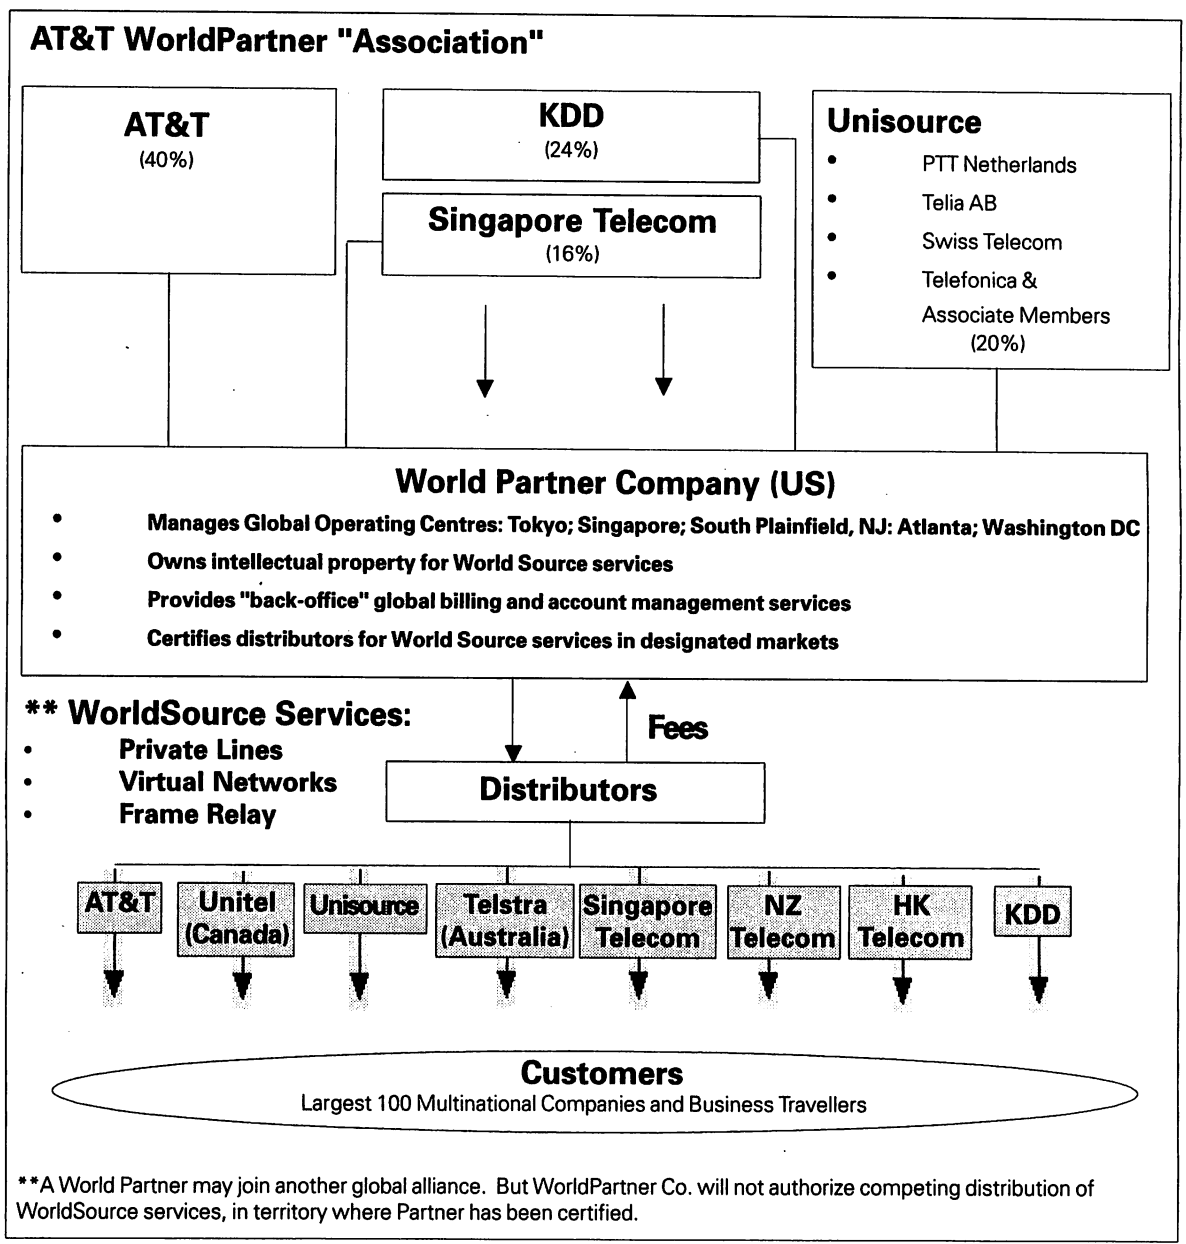 AT&T WorldPartner "Association"
AT&T
(40%)
KDD
(24%)
Singapore Telecom
(16%)
Unisource
• PTT Netherlands
• Telia AB
• Swiss Telecom
• Telefonica &
Associate Members
(20%)
World Partner Company (US)
• Manages Global Operating Centres: Tokyo; Singapore; South Plainfield, NJ: Atlanta; Washington DC
• Owns intellectual property for World Source services
• Provides "back-office" global billing and account management services
• Certifies distributors for World Source services in designated markets
** WorldSource Services:
• Private Lines
• Virtual Networks
• Frame Relay
Fees
Distributors
AT&T
Unitel
(Canada)
Unisource
Telstra
(Australia)
Singapore
Telecom
NZ
Telecom
HK
Telecom
KDD
Customers
Largest 100 Multinational Companies and Business Travellers
**A World Partner may join another global alliance. But WorldPartner Co. will not authorize competing distribution of
WorldSource services, in territory where Partner has been certified.